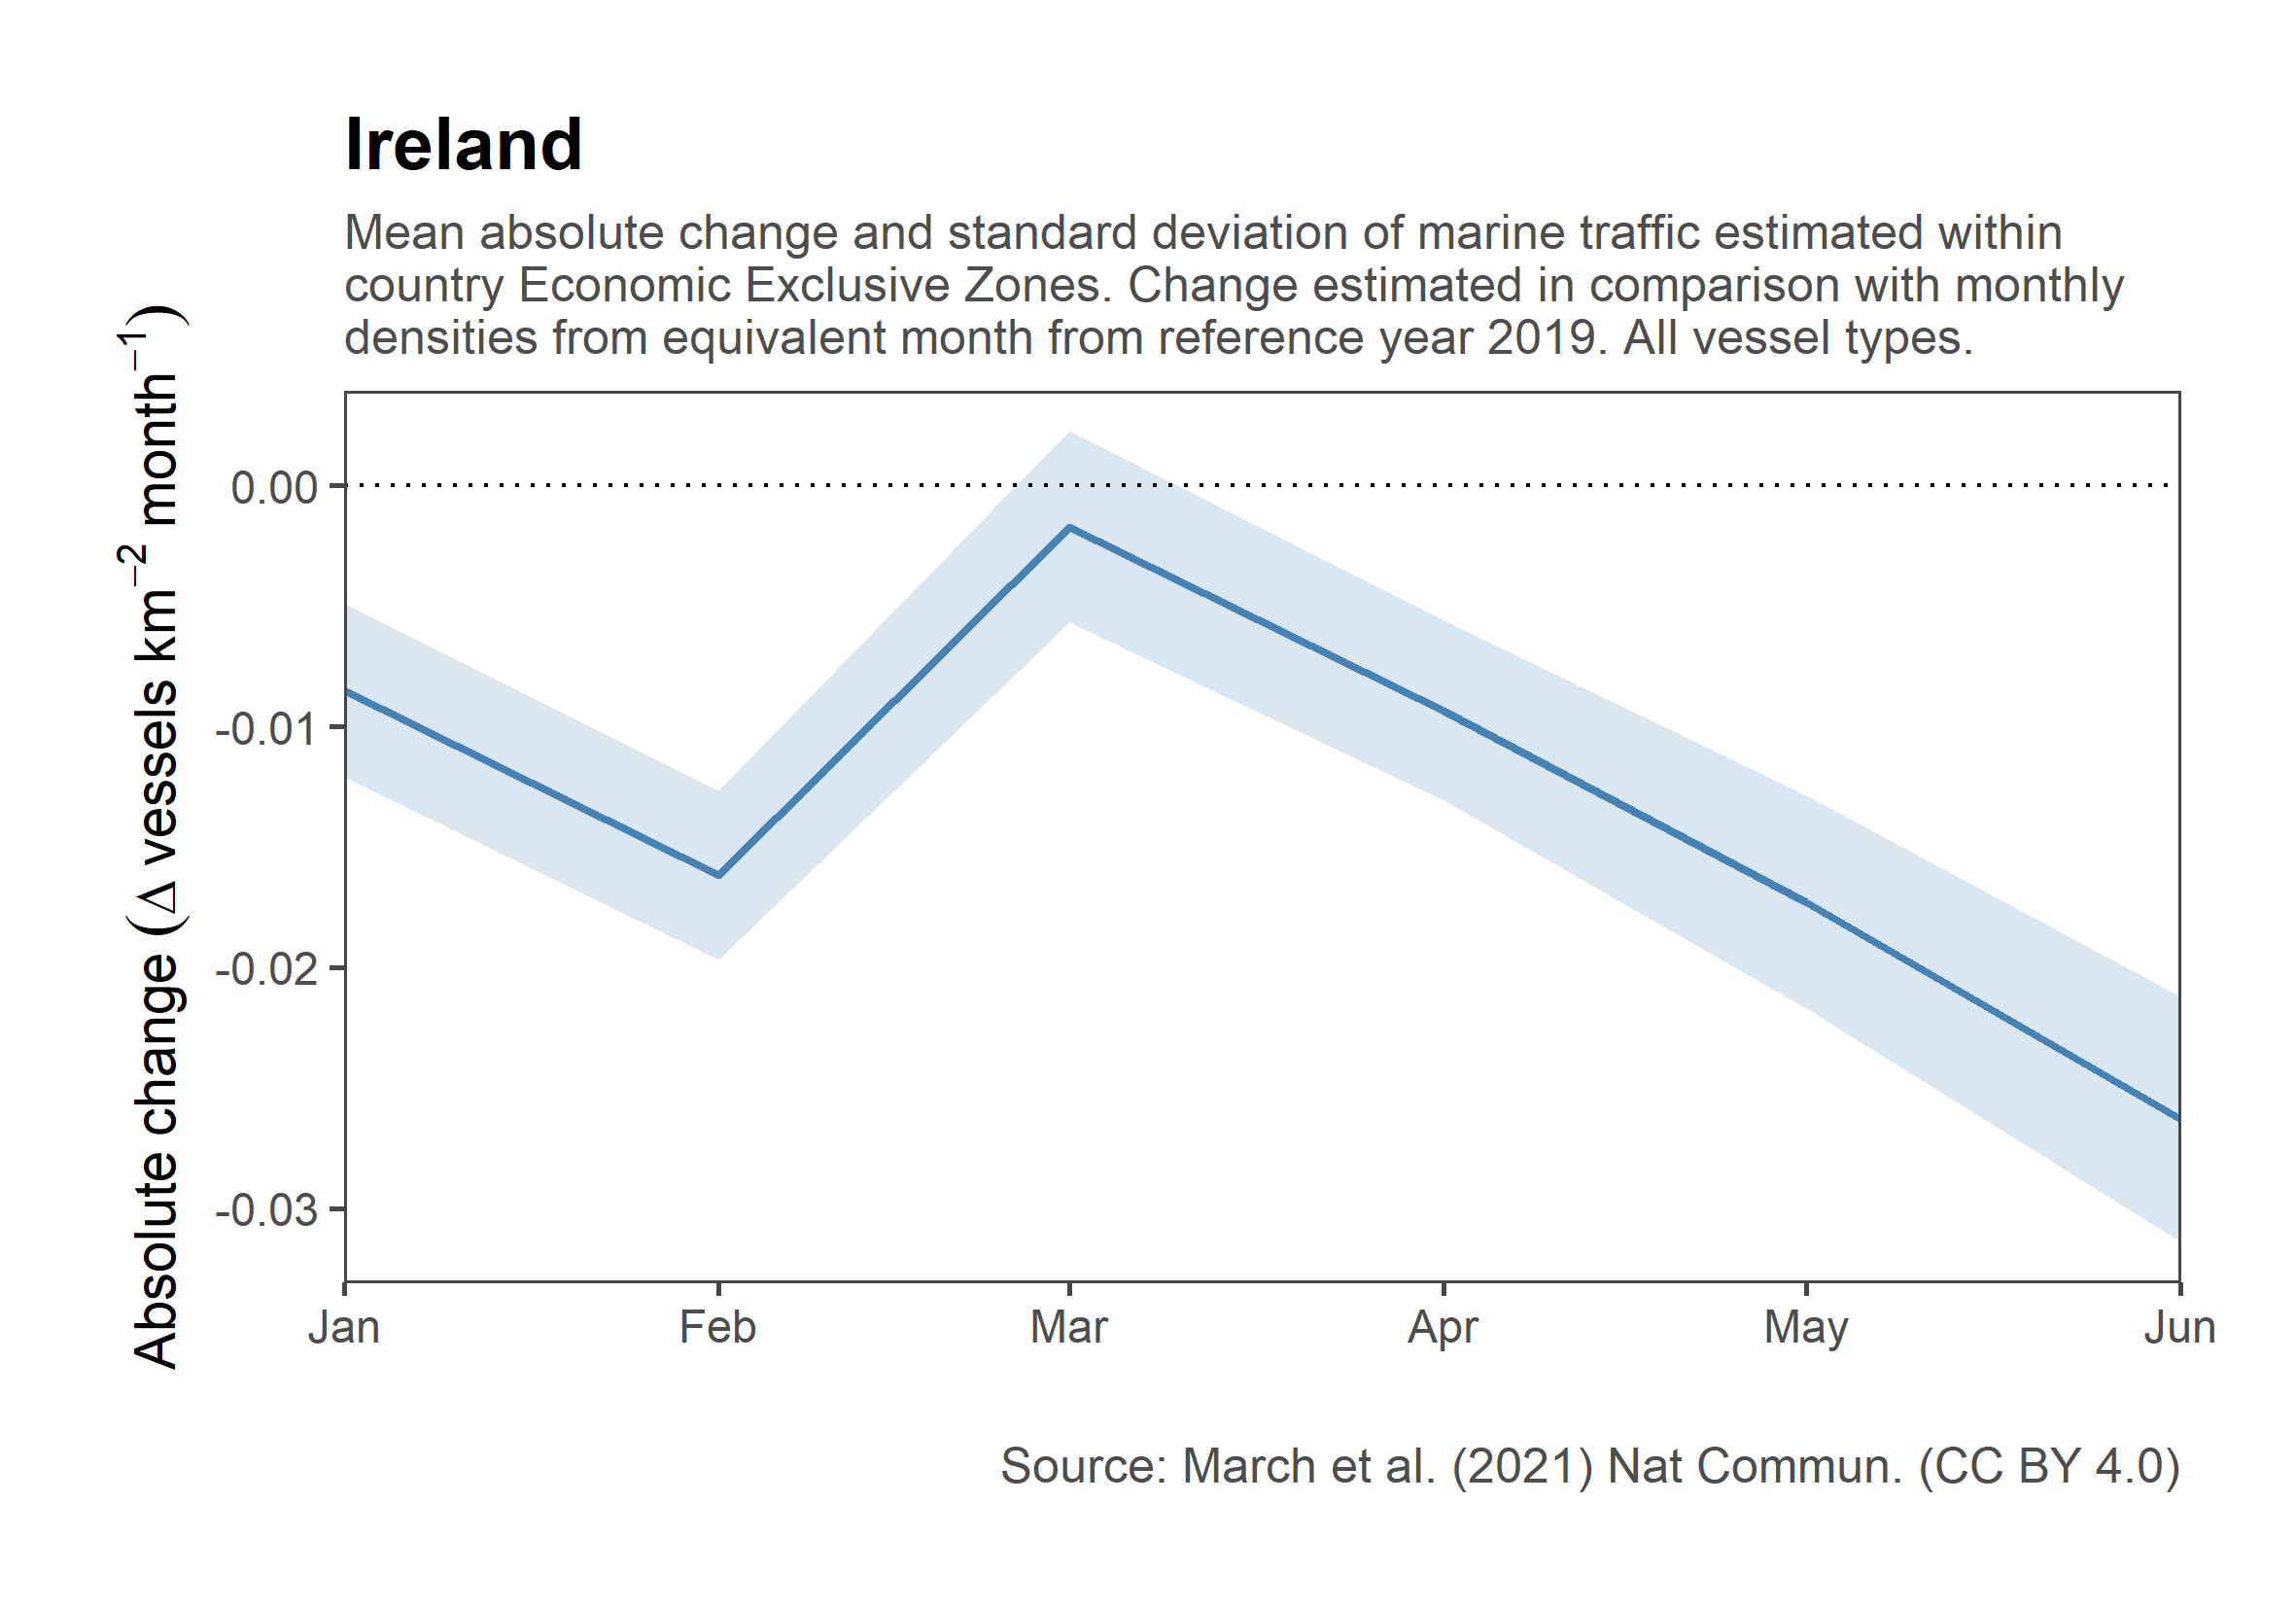 Ireland
Mean absolute change and standard deviation of marine traffic estimated within
country Economic Exclusive Zones. Change estimated in comparison with monthly
densities from equivalent month from reference year 2019. All vessel types.
Absolute change (Δ vessels km⁻² month⁻¹)
0.00
-0.01
-0.02
-0.03
Jan Feb Mar Apr May Jun
Source: March et al. (2021) Nat Commun. (CC BY 4.0)